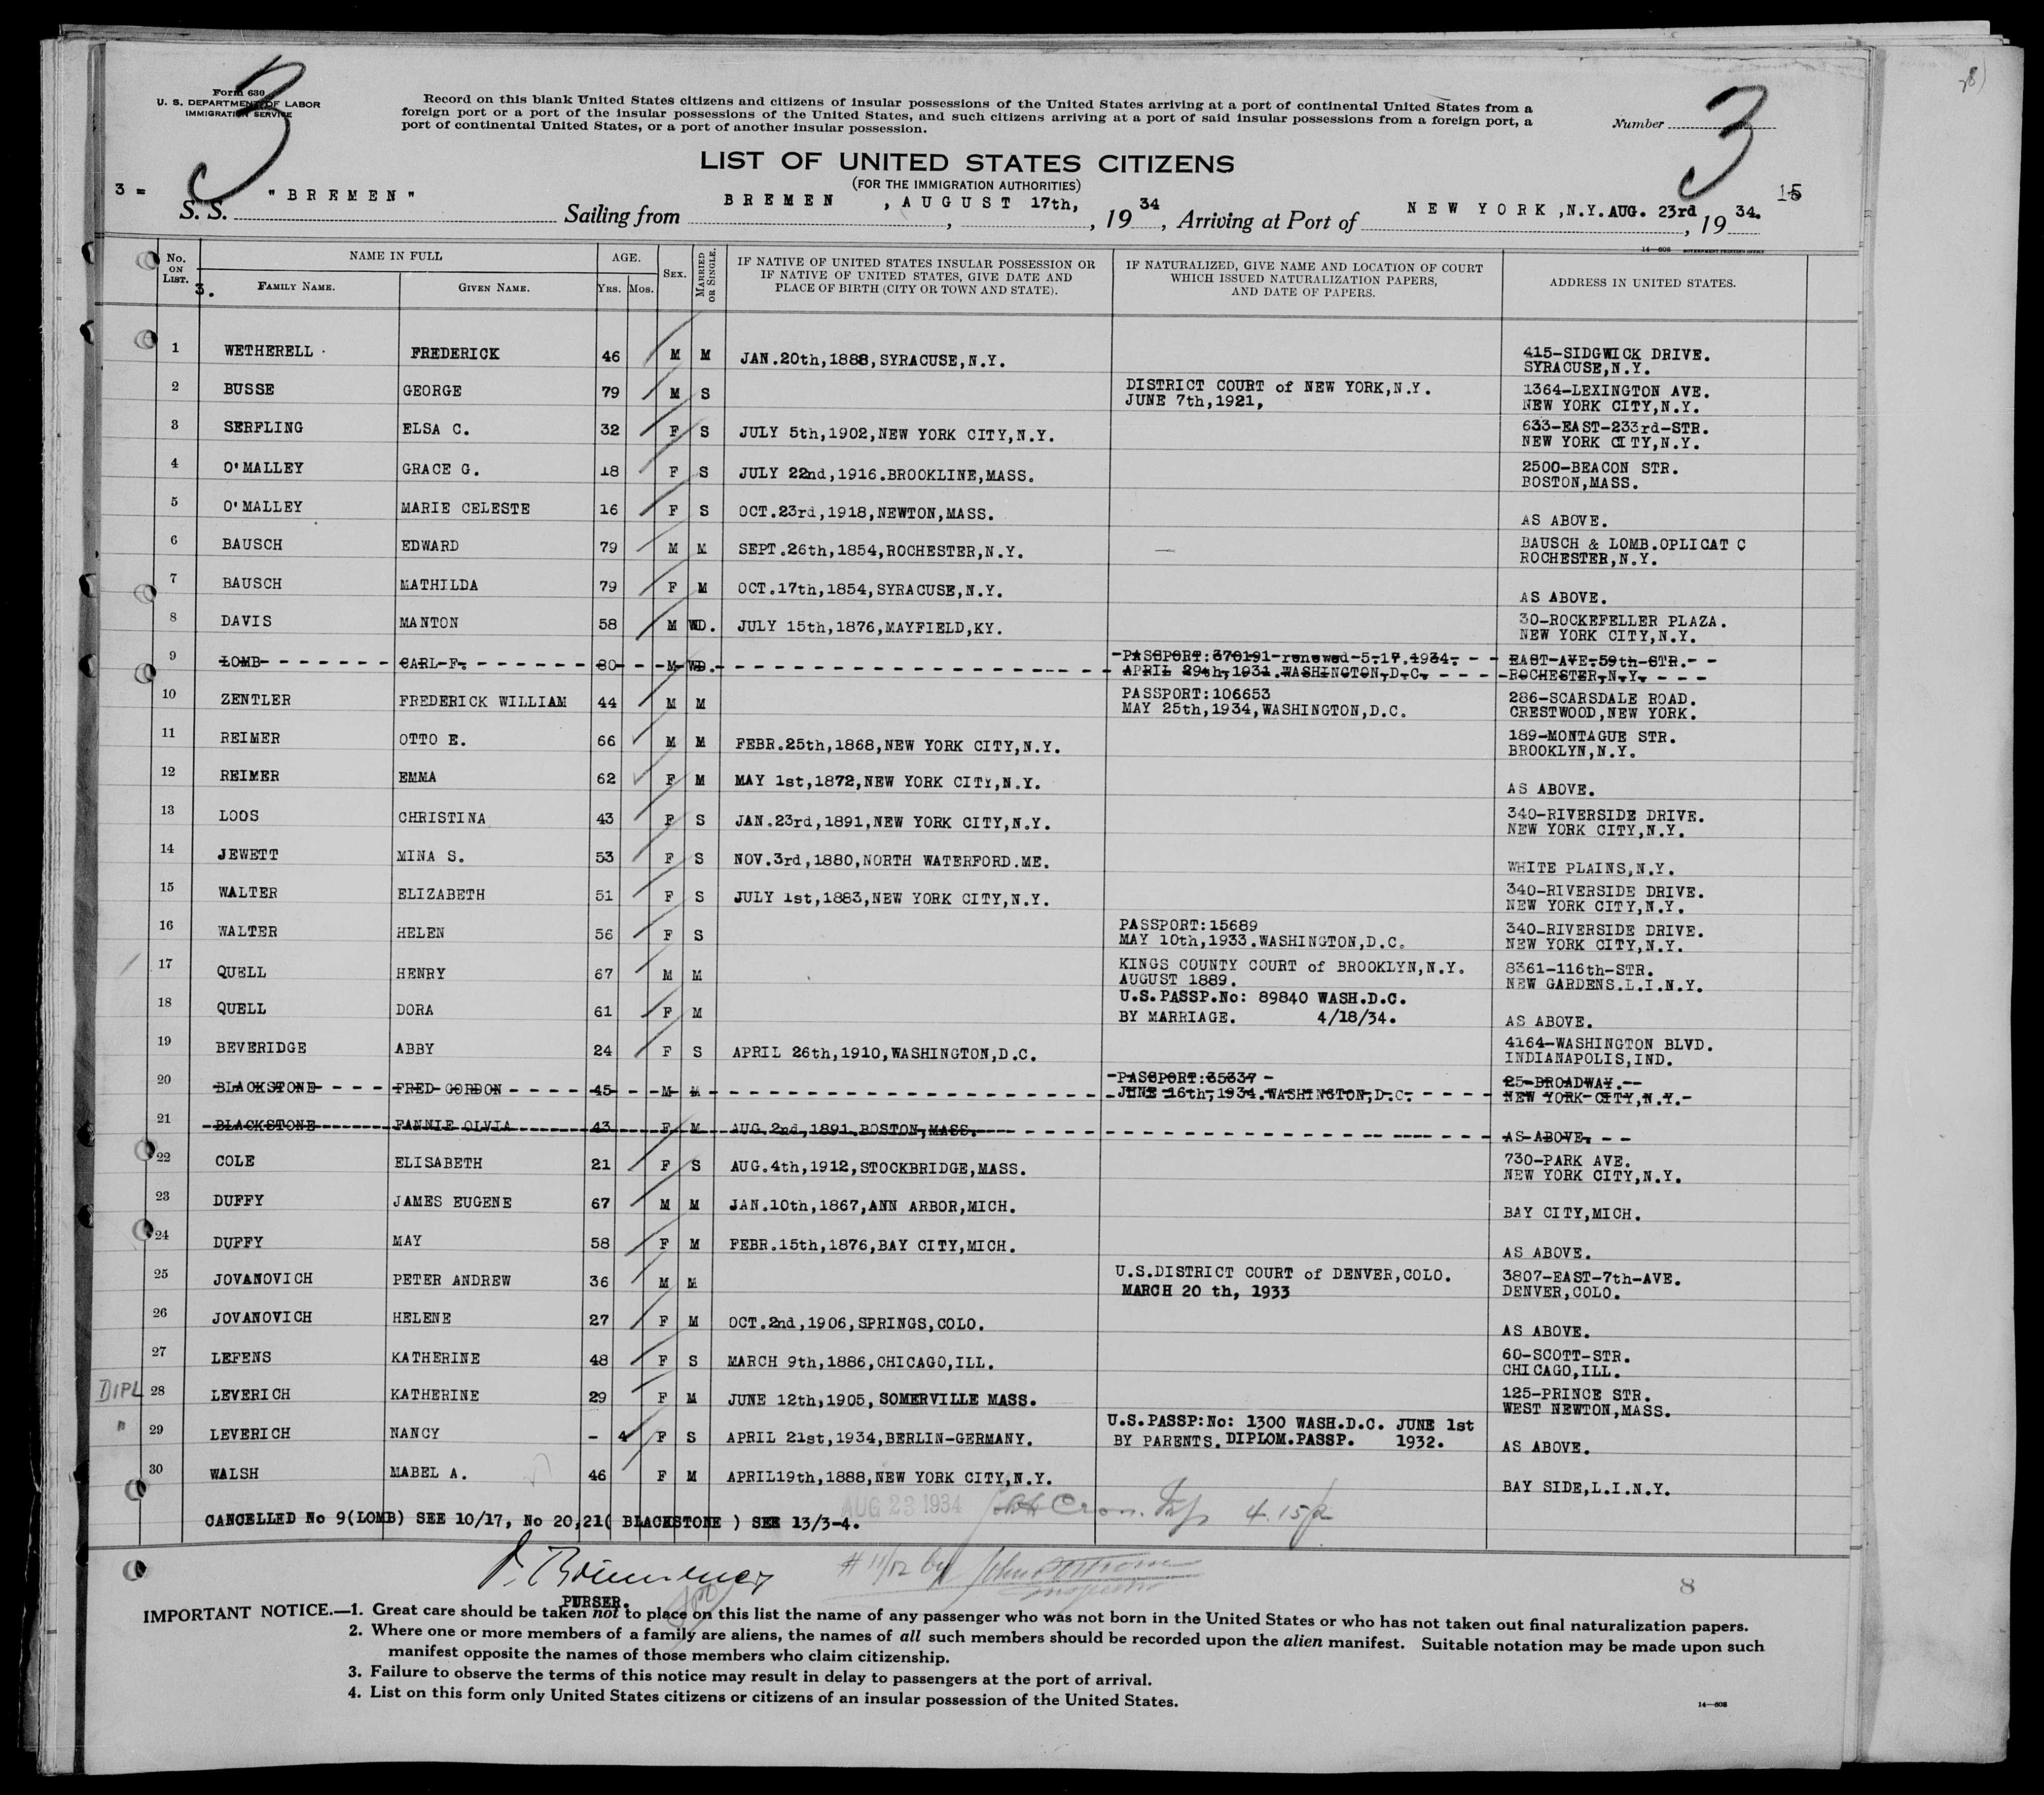 Form 630
U. S. DEPARTMENT OF LABOR
IMMIGRATION SERVICE
3
Record on this blank United States citizens and citizens of insular possessions of the United States arriving at a port of continental United States from a
foreign port or a port of the insular possessions of the United States, and such citizens arriving at a port of said insular possessions from a foreign port, a
port of continental United States, or a port of another insular possession.
Number 3
LIST OF UNITED STATES CITIZENS
(FOR THE IMMIGRATION AUTHORITIES)
3 = 15
S. S. "BREMEN" Sailing from BREMEN, AUGUST 17th, 1934, Arriving at Port of NEW YORK, N.Y. AUG. 23rd, 1934.
14—608 GOVERNMENT PRINTING OFFICE
No. ON LIST. NAME IN FULL AGE. SEX. MARRIED OR SINGLE. IF NATIVE OF UNITED STATES INSULAR POSSESSION OR IF NATIVE OF UNITED STATES, GIVE DATE AND PLACE OF BIRTH (CITY OR TOWN AND STATE). IF NATURALIZED, GIVE NAME AND LOCATION OF COURT WHICH ISSUED NATURALIZATION PAPERS, AND DATE OF PAPERS. ADDRESS IN UNITED STATES.
3. FAMILY NAME. GIVEN NAME. YRS. MOS.
1 WETHERELL FREDERICK 46 M M JAN.20th,1888,SYRACUSE,N.Y. 415-SIDGWICK DRIVE. SYRACUSE,N.Y.
2 BUSSE GEORGE 79 M S DISTRICT COURT of NEW YORK,N.Y. JUNE 7th,1921, 1364-LEXINGTON AVE. NEW YORK CITY,N.Y.
3 SERFLING ELSA C. 32 F S JULY 5th,1902,NEW YORK CITY,N.Y. 633-EAST-233rd-STR. NEW YORK CITY,N.Y.
4 O'MALLEY GRACE G. 18 F S JULY 22nd,1916.BROOKLINE,MASS. 2500-BEACON STR. BOSTON,MASS.
5 O'MALLEY MARIE CELESTE 16 F S OCT.23rd,1918,NEWTON,MASS. AS ABOVE.
6 BAUSCH EDWARD 79 M M SEPT.26th,1854,ROCHESTER,N.Y. — BAUSCH & LOMB.OPLICAT C ROCHESTER,N.Y.
7 BAUSCH MATHILDA 79 F M OCT.17th,1854,SYRACUSE,N.Y. AS ABOVE.
8 DAVIS MANTON 58 M WD. JULY 15th,1876,MAYFIELD,KY. 30-ROCKEFELLER PLAZA. NEW YORK CITY,N.Y.
9 LOMB CARL F. 80 M WD. PASSPORT:370191-renewed-5.17.1934. APRIL 29th,1931.WASHINGTON,D.C. EAST-AVE.59th-STR. ROCHESTER,N.Y.
10 ZENTLER FREDERICK WILLIAM 44 M M PASSPORT:106653 MAY 25th,1934,WASHINGTON,D.C. 286-SCARSDALE ROAD. CRESTWOOD,NEW YORK.
11 REIMER OTTO E. 66 M M FEBR.25th,1868,NEW YORK CITY,N.Y. 189-MONTAGUE STR. BROOKLYN,N.Y.
12 REIMER EMMA 62 F M MAY 1st,1872,NEW YORK CITY,N.Y. AS ABOVE.
13 LOOS CHRISTINA 43 F S JAN.23rd,1891,NEW YORK CITY,N.Y. 340-RIVERSIDE DRIVE. NEW YORK CITY,N.Y.
14 JEWETT MINA S. 53 F S NOV.3rd,1880,NORTH WATERFORD.ME. WHITE PLAINS,N.Y.
15 WALTER ELIZABETH 51 F S JULY 1st,1883,NEW YORK CITY,N.Y. 340-RIVERSIDE DRIVE. NEW YORK CITY,N.Y.
16 WALTER HELEN 56 F S PASSPORT:15689 MAY 10th,1933.WASHINGTON,D.C. 340-RIVERSIDE DRIVE. NEW YORK CITY,N.Y.
17 QUELL HENRY 67 M M KINGS COUNTY COURT of BROOKLYN,N.Y. AUGUST 1889. 8361-116th-STR. NEW GARDENS.L.I.N.Y.
18 QUELL DORA 61 F M U.S.PASSP.No: 89840 WASH.D.C. BY MARRIAGE. 4/18/34. AS ABOVE.
19 BEVERIDGE ABBY 24 F S APRIL 26th,1910,WASHINGTON,D.C. 4164-WASHINGTON BLVD. INDIANAPOLIS,IND.
20 BLACKSTONE FRED GORDON 45 M M PASSPORT:35337 JUNE 16th,1934.WASHINGTON,D.C. 25-BROADWAY. NEW YORK CITY,N.Y.
21 BLACKSTONE FANNIE OLVIA 43 F M AUG.2nd,1891.BOSTON,MASS. AS ABOVE.
22 COLE ELISABETH 21 F S AUG.4th,1912,STOCKBRIDGE,MASS. 730-PARK AVE. NEW YORK CITY,N.Y.
23 DUFFY JAMES EUGENE 67 M M JAN.10th,1867,ANN ARBOR,MICH. BAY CITY,MICH.
24 DUFFY MAY 58 F M FEBR.15th,1876,BAY CITY,MICH. AS ABOVE.
25 JOVANOVICH PETER ANDREW 36 M M U.S.DISTRICT COURT of DENVER,COLO. MARCH 20 th, 1933 3807-EAST-7th-AVE. DENVER,COLO.
26 JOVANOVICH HELENE 27 F M OCT.2nd,1906,SPRINGS,COLO. AS ABOVE.
27 LEFENS KATHERINE 48 F S MARCH 9th,1886,CHICAGO,ILL. 60-SCOTT-STR. CHICAGO,ILL.
DIPL 28 LEVERICH KATHERINE 29 F M JUNE 12th,1905, SOMERVILLE MASS. 125-PRINCE STR. WEST NEWTON,MASS.
" 29 LEVERICH NANCY - 4 F S APRIL 21st,1934,BERLIN-GERMANY. U.S.PASSP:No: 1300 WASH.D.C. JUNE 1st BY PARENTS. DIPLOM.PASSP. 1932. AS ABOVE.
30 WALSH MABEL A. 46 F M APRIL19th,1888,NEW YORK CITY,N.Y. BAY SIDE,L.I.N.Y.
AUG 23 1934
CANCELLED No 9(LOMB) SEE 10/17, No 20,21( BLACKSTONE ) SEE 13/3-4.
# 11/12 by John
PURSER.
8
IMPORTANT NOTICE.—1. Great care should be taken not to place on this list the name of any passenger who was not born in the United States or who has not taken out final naturalization papers.
2. Where one or more members of a family are aliens, the names of all such members should be recorded upon the alien manifest. Suitable notation may be made upon such
manifest opposite the names of those members who claim citizenship.
3. Failure to observe the terms of this notice may result in delay to passengers at the port of arrival.
4. List on this form only United States citizens or citizens of an insular possession of the United States.
14—608